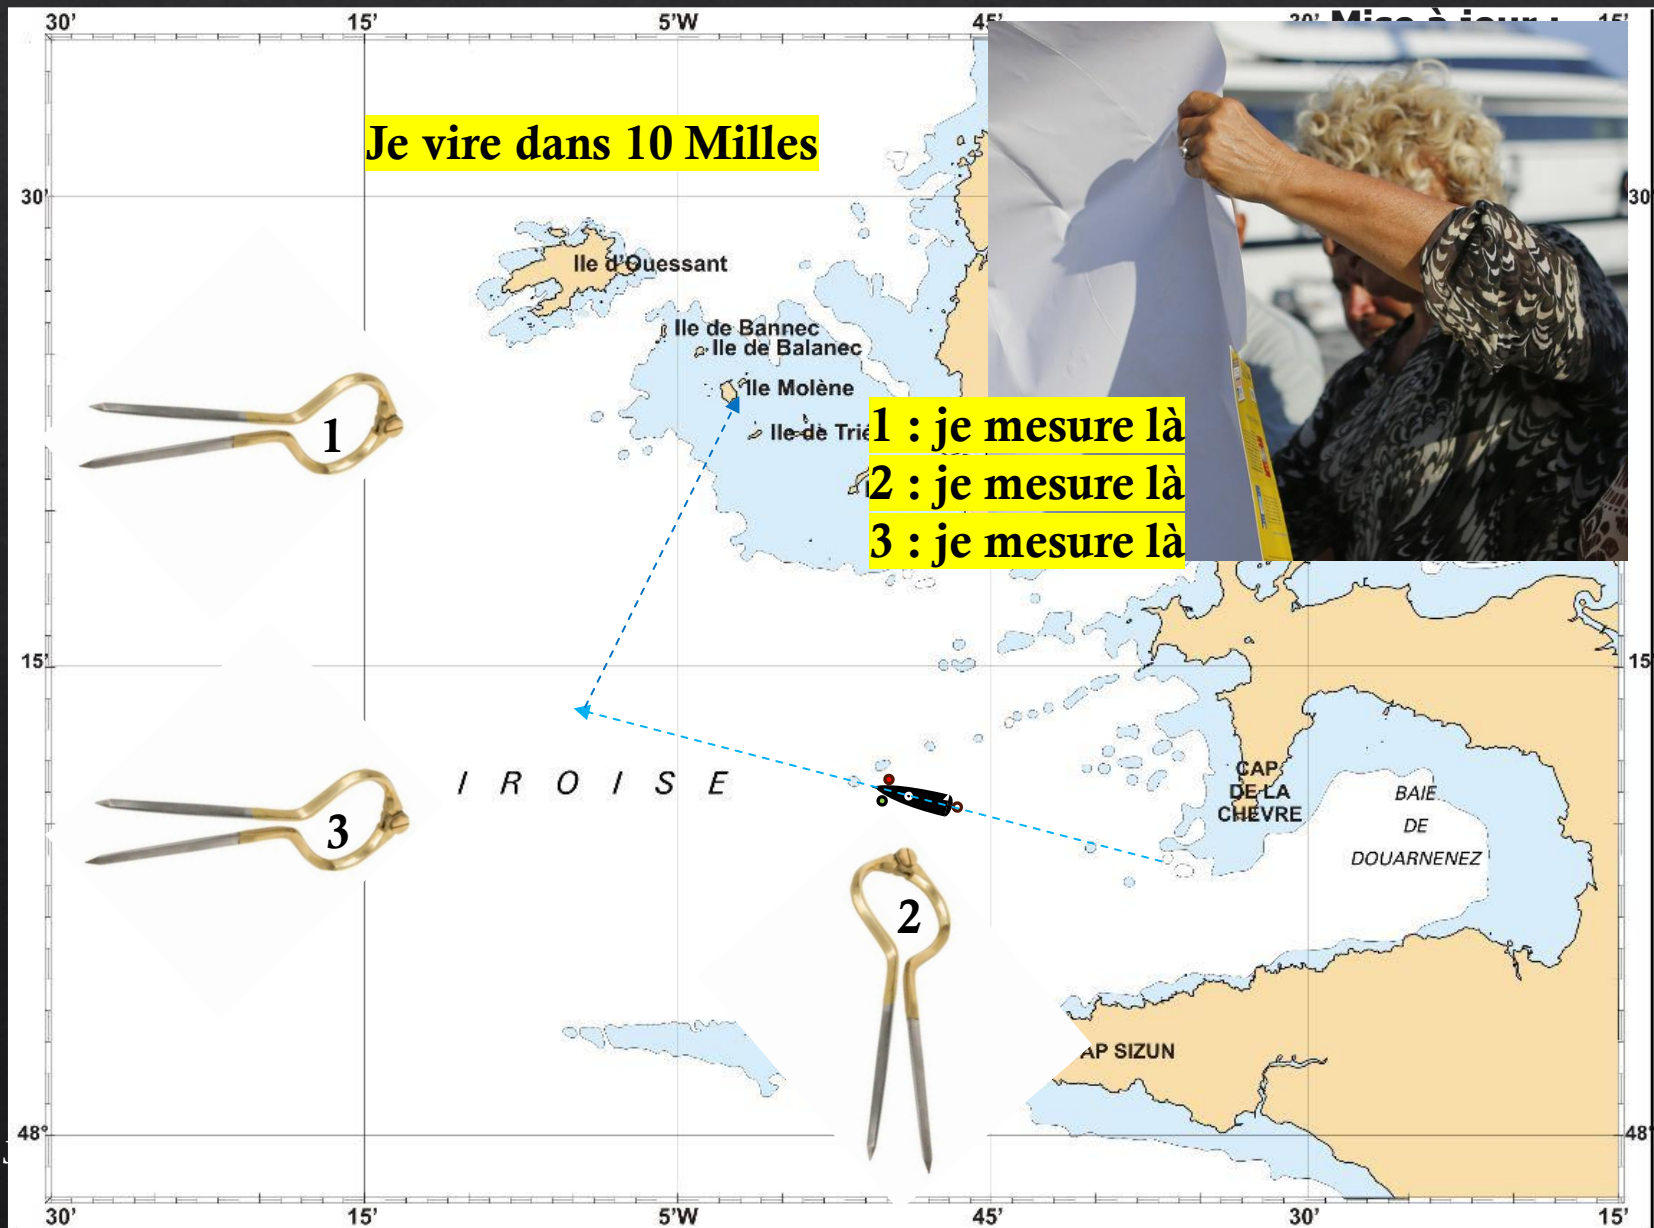 30'
15'
5'W
45'
30'
15'
Mise à jour :
Je vire dans 10 Milles
30'
30'
Ile d'Ouessant
Ile de Bannec
Ile de Balanec
Ile Molène
Ile de Trié
1
1 : je mesure là
2 : je mesure là
3 : je mesure là
15'
15'
IROISE
CAP
DE LA
CHEVRE
BAIE
DE
DOUARNENEZ
3
2
AP SIZUN
48°
48°
30'
15'
5'W
45'
30'
15'